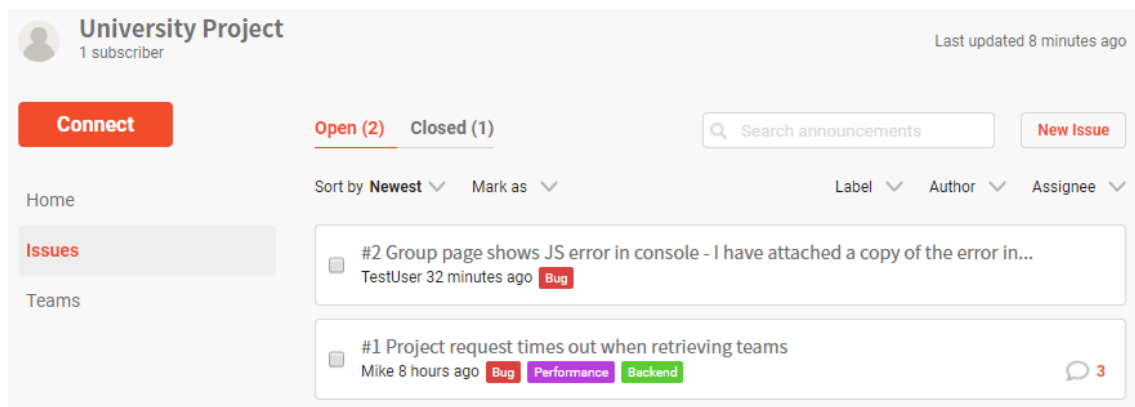 University Project
1 subscriber
Last updated 8 minutes ago
Connect
Open (2) Closed (1)
Search announcements
New Issue
Sort by Newest Mark as
Label Author Assignee
Home
Issues
Teams
#2 Group page shows JS error in console - I have attached a copy of the error in...
TestUser 32 minutes ago Bug
#1 Project request times out when retrieving teams
Mike 8 hours ago Bug Performance Backend
3